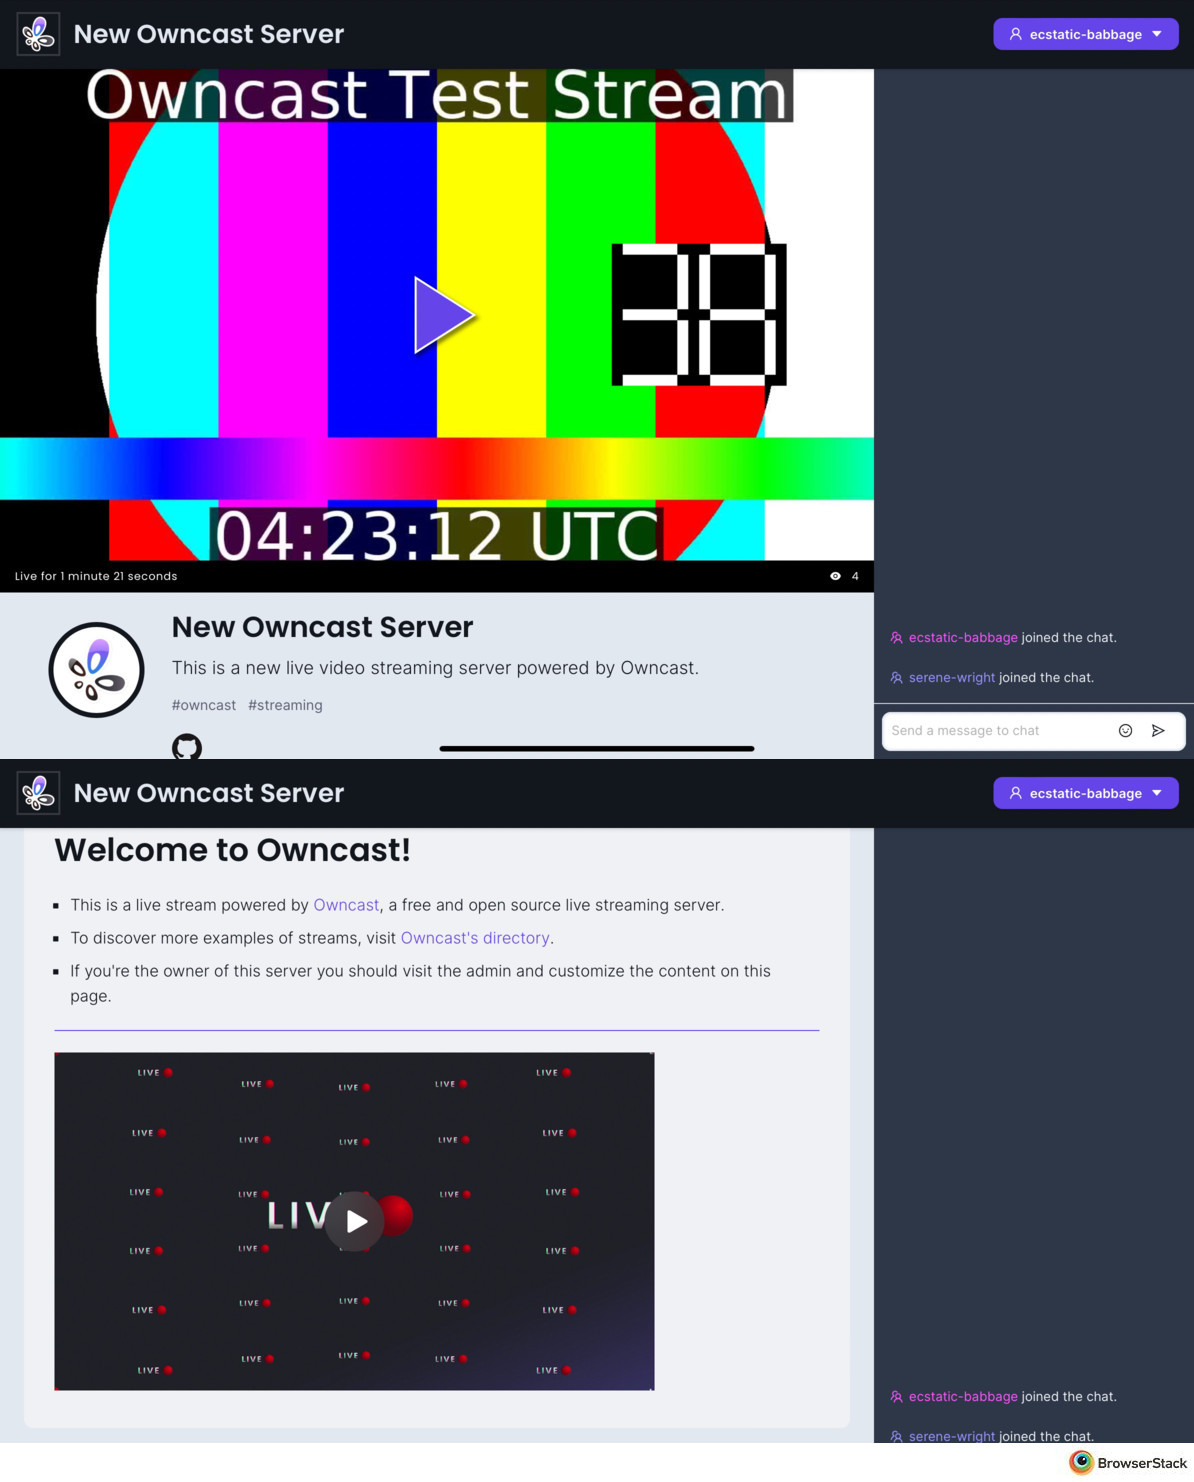 New Owncast Server
ecstatic-babbage
Owncast Test Stream
38
04:23:12 UTC
Live for 1 minute 21 seconds
4
New Owncast Server
This is a new live video streaming server powered by Owncast.
#owncast #streaming
ecstatic-babbage joined the chat.
serene-wright joined the chat.
Send a message to chat
New Owncast Server
ecstatic-babbage
Welcome to Owncast!
This is a live stream powered by Owncast, a free and open source live streaming server.
To discover more examples of streams, visit Owncast's directory.
If you're the owner of this server you should visit the admin and customize the content on this
page.
LIVE LIVE LIVE LIVE LIVE
LIVE LIVE LIVE LIVE LIVE
LIVE LIVE LIVE LIVE
LIV
LIVE LIVE LIVE LIVE
LIVE LIVE LIVE LIVE LIVE
LIVE LIVE LIVE LIVE LIVE
ecstatic-babbage joined the chat.
serene-wright joined the chat.
BrowserStack